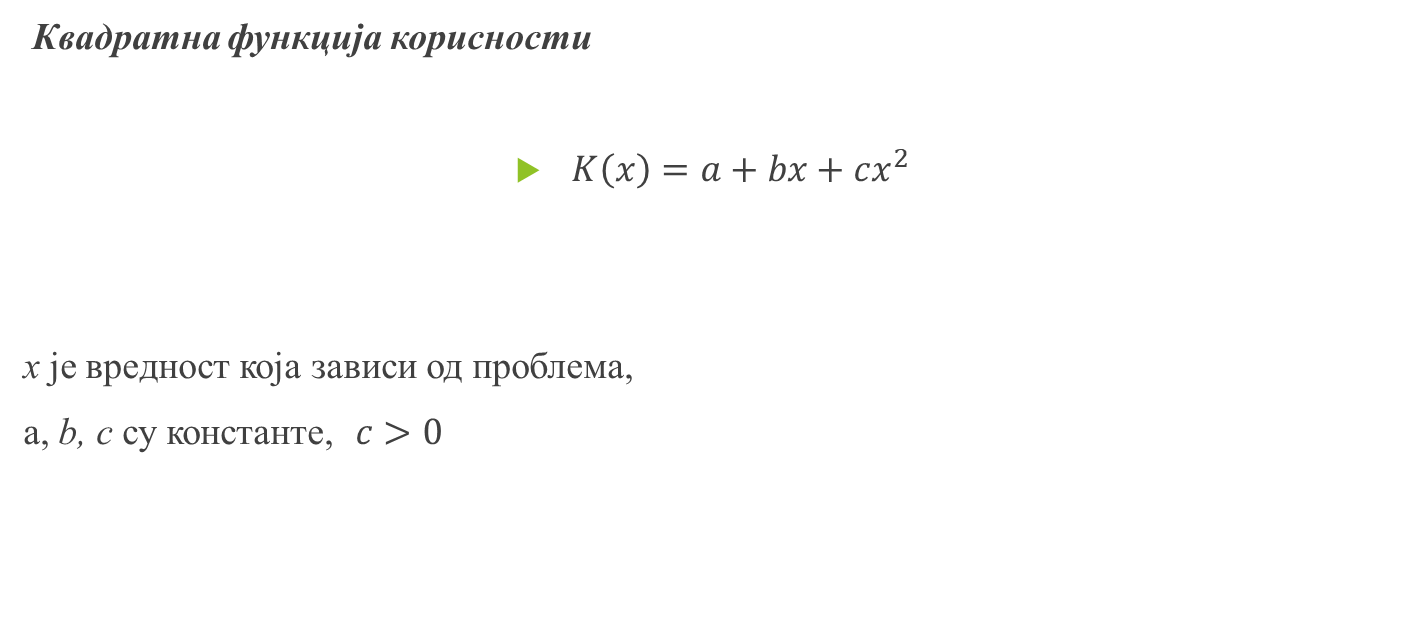 Квадратна функција корисности
K(x) = a + bx + cx²
x је вредност која зависи од проблема,
а, b, c су константе, c > 0